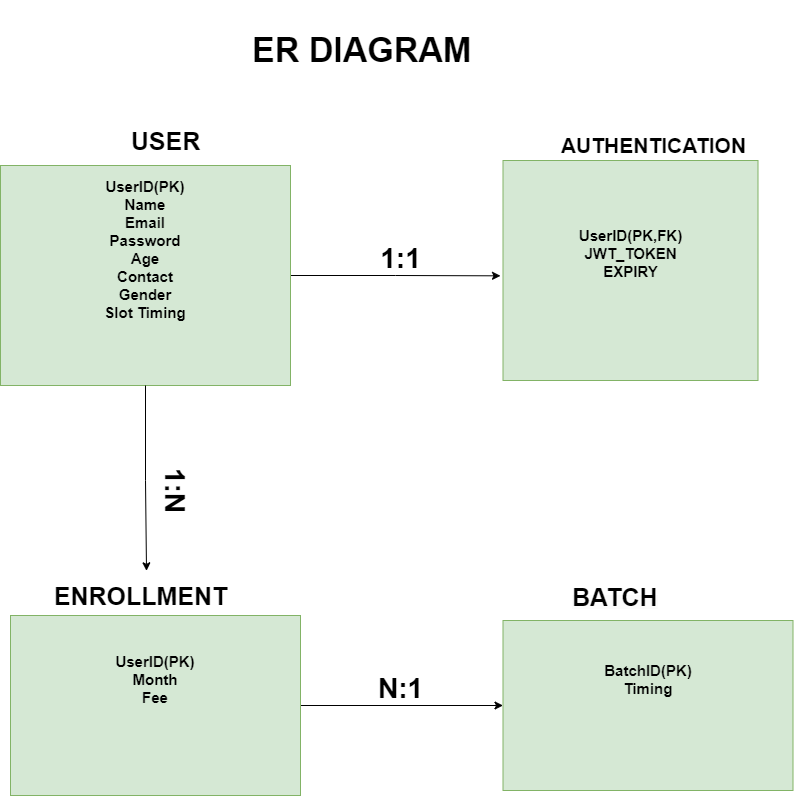 ER DIAGRAM
USER
UserID(PK)
Name
Email
Password
Age
Contact
Gender
Slot Timing
1:1
AUTHENTICATION
UserID(PK,FK)
JWT_TOKEN
EXPIRY
1:N
ENROLLMENT
UserID(PK)
Month
Fee
N:1
BATCH
BatchID(PK)
Timing